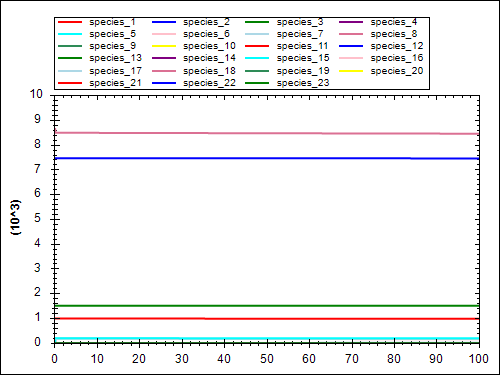 species_1 species_2 species_3 species_4
species_5 species_6 species_7 species_8
species_9 species_10 species_11 species_12
species_13 species_14 species_15 species_16
species_17 species_18 species_19 species_20
species_21 species_22 species_23
10
9
8
7
6
5
4
3
2
1
0
(10^3)
0 10 20 30 40 50 60 70 80 90 100